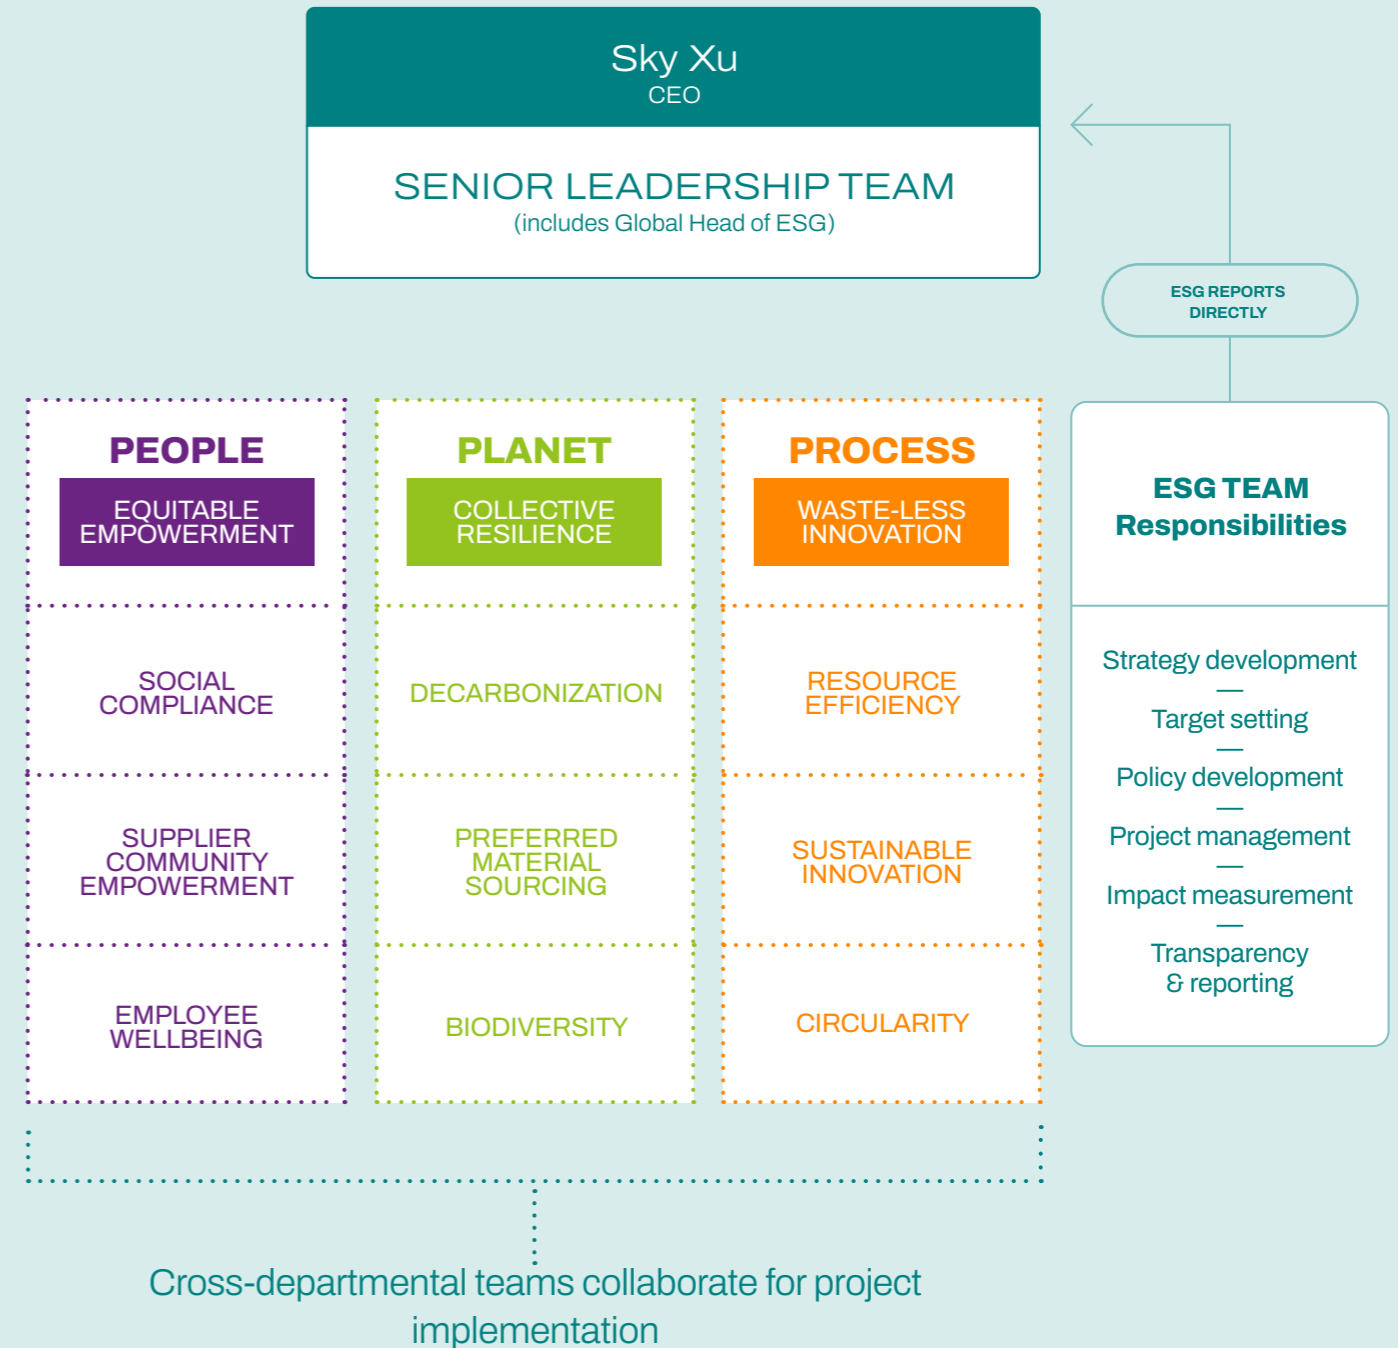 Sky Xu
CEO
SENIOR LEADERSHIP TEAM
(includes Global Head of ESG)
ESG REPORTS
DIRECTLY
PEOPLE
EQUITABLE
EMPOWERMENT
SOCIAL
COMPLIANCE
SUPPLIER
COMMUNITY
EMPOWERMENT
EMPLOYEE
WELLBEING
PLANET
COLLECTIVE
RESILIENCE
DECARBONIZATION
PREFERRED
MATERIAL
SOURCING
BIODIVERSITY
PROCESS
WASTE-LESS
INNOVATION
RESOURCE
EFFICIENCY
SUSTAINABLE
INNOVATION
CIRCULARITY
ESG TEAM
Responsibilities
Strategy development
—
Target setting
—
Policy development
—
Project management
—
Impact measurement
—
Transparency
& reporting
Cross-departmental teams collaborate for project
implementation